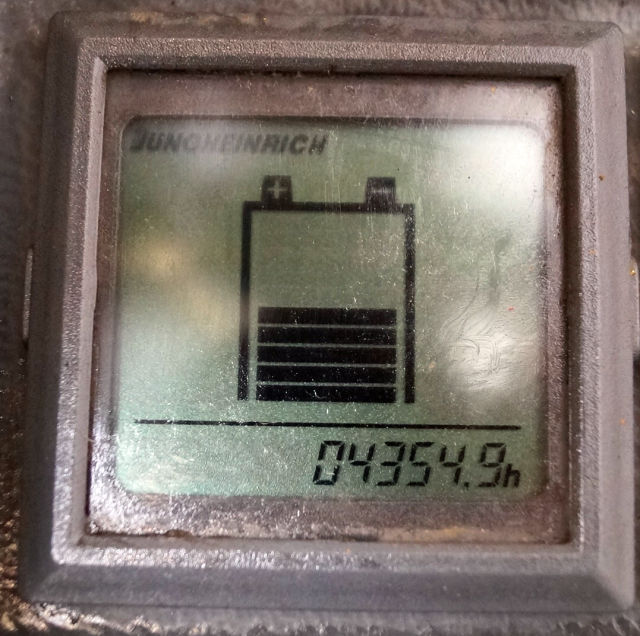 JUNGHEINRICH
+ -
04354.9h